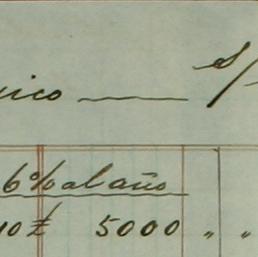 ico S/
6% al año
10 £ 5000 " "